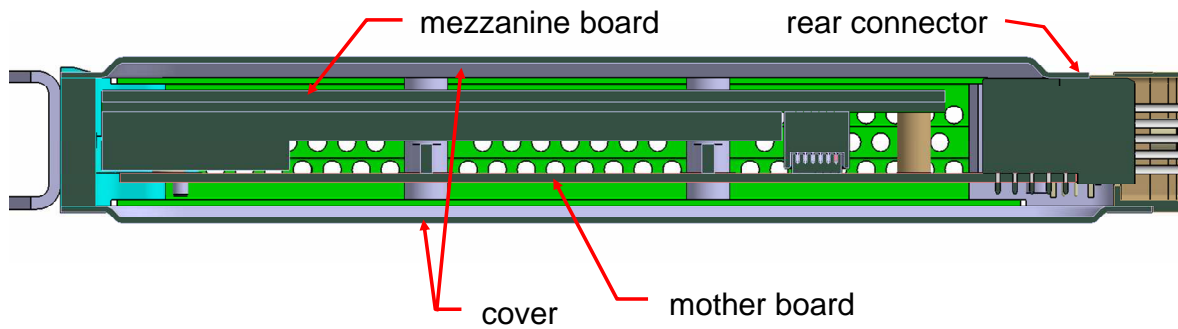 mezzanine board
rear connector
cover
mother board